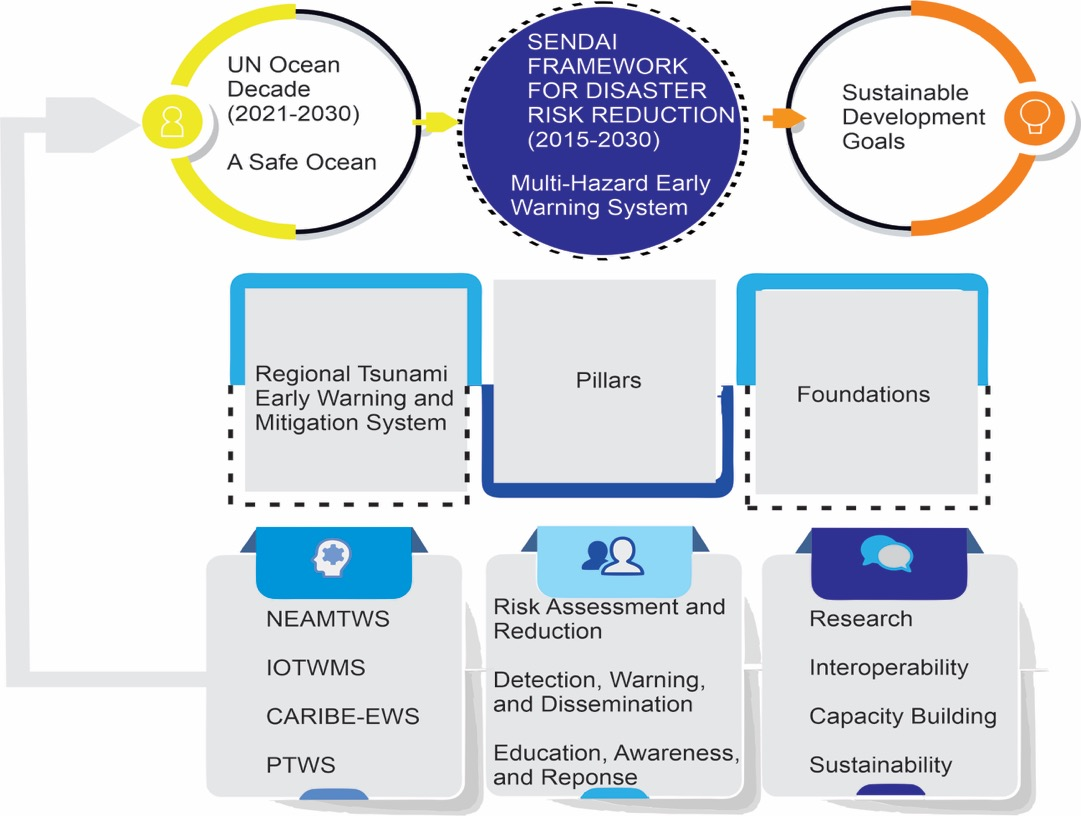 UN Ocean
Decade
(2021-2030)
A Safe Ocean
SENDAI
FRAMEWORK
FOR DISASTER
RISK REDUCTION
(2015-2030)
Multi-Hazard Early
Warning System
Sustainable
Development
Goals
Regional Tsunami
Early Warning and
Mitigation System
Pillars
Foundations
NEAMTWS
IOTWMS
CARIBE-EWS
PTWS
Risk Assessment and
Reduction
Detection, Warning,
and Dissemination
Education, Awareness,
and Reponse
Research
Interoperability
Capacity Building
Sustainability